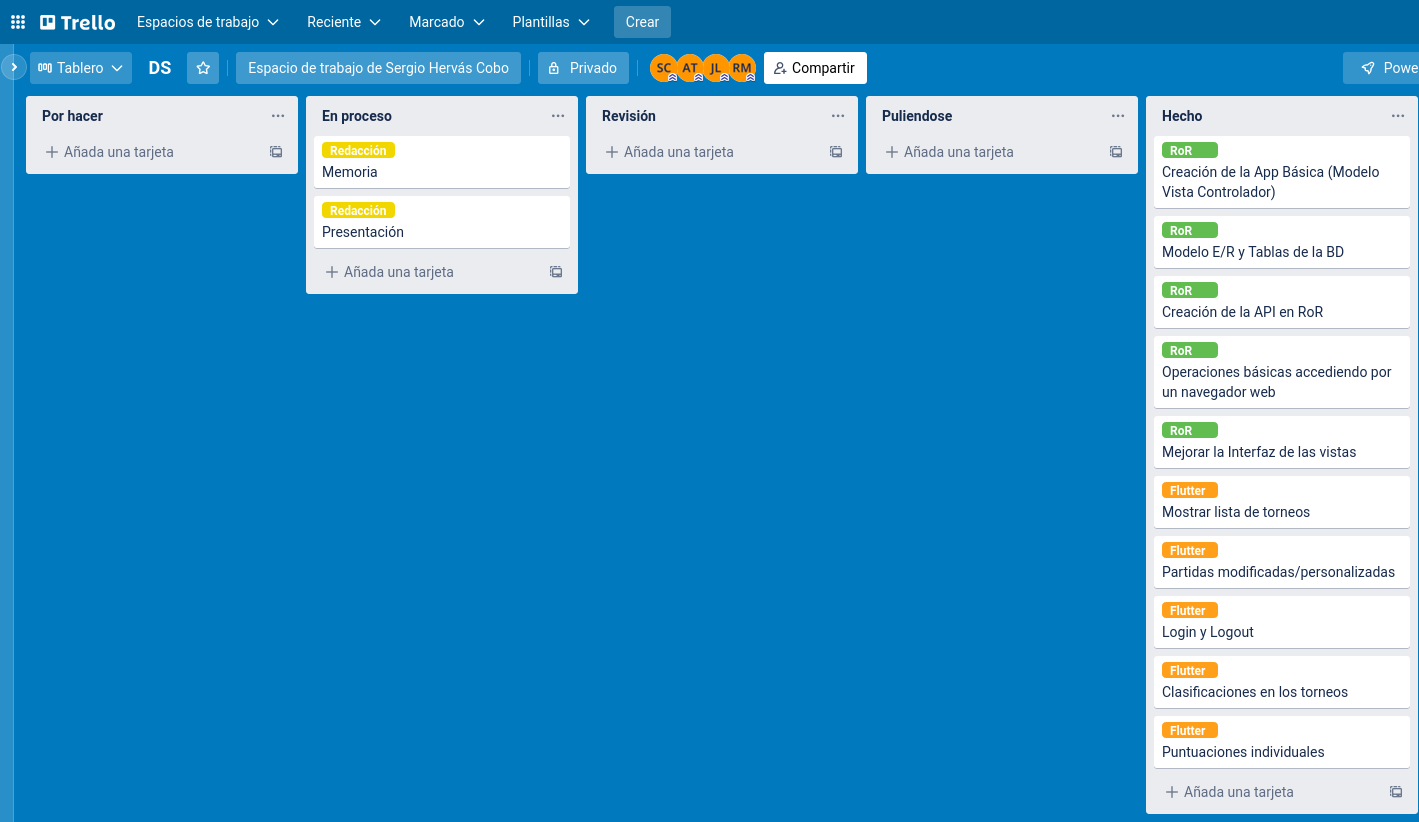 Trello Espacios de trabajo Reciente Marcado Plantillas Crear
Tablero DS Espacio de trabajo de Sergio Hervás Cobo Privado SC AT JL RM Compartir Powe
Por hacer
Añada una tarjeta
En proceso
Redacción
Memoria
Redacción
Presentación
Añada una tarjeta
Revisión
Añada una tarjeta
Puliendose
Añada una tarjeta
Hecho
RoR
Creación de la App Básica (Modelo
Vista Controlador)
RoR
Modelo E/R y Tablas de la BD
RoR
Creación de la API en RoR
RoR
Operaciones básicas accediendo por
un navegador web
RoR
Mejorar la Interfaz de las vistas
Flutter
Mostrar lista de torneos
Flutter
Partidas modificadas/personalizadas
Flutter
Login y Logout
Flutter
Clasificaciones en los torneos
Flutter
Puntuaciones individuales
Añada una tarjeta